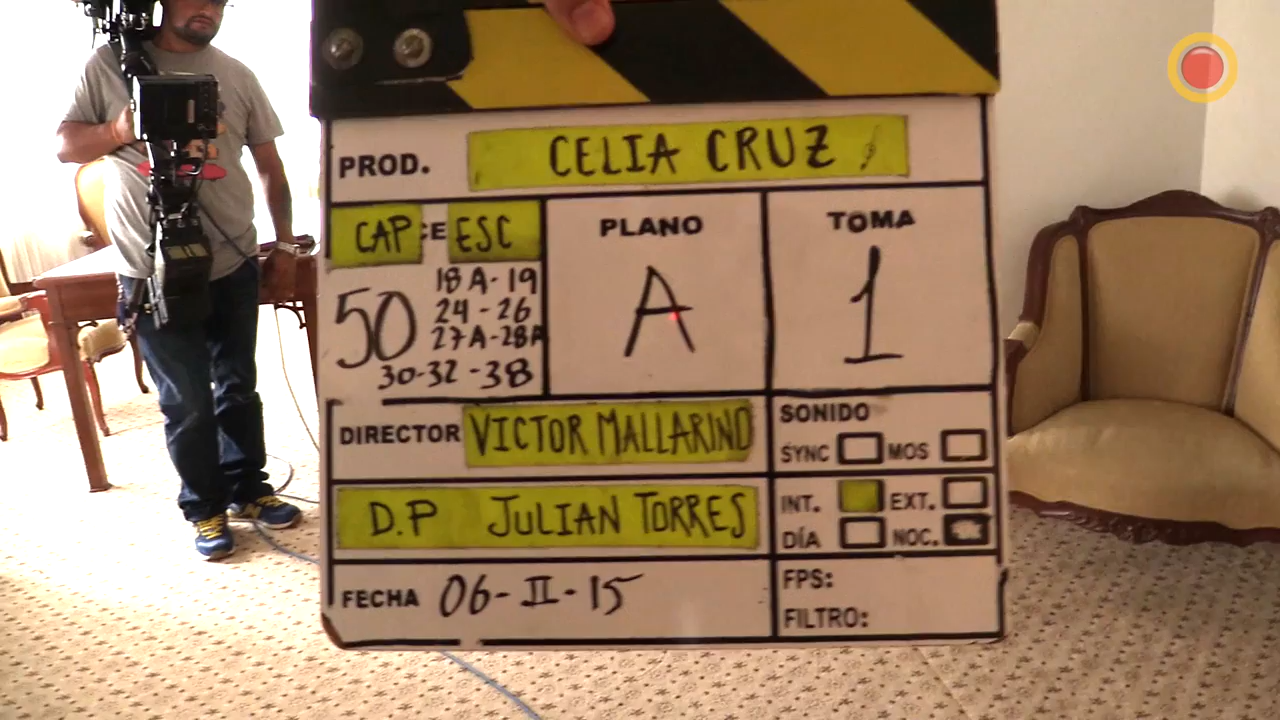 PROD. CELIA CRUZ
CAP CE ESC
PLANO
TOMA
50
18A-19
24-26
27A-28A
30-32-38
A
1
DIRECTOR VICTOR MALLARINO
SONIDO
SYNC MOS
D.P JULIAN TORRES
INT. EXT.
DÍA NOC.
FECHA 06-II-15
FPS:
FILTRO: